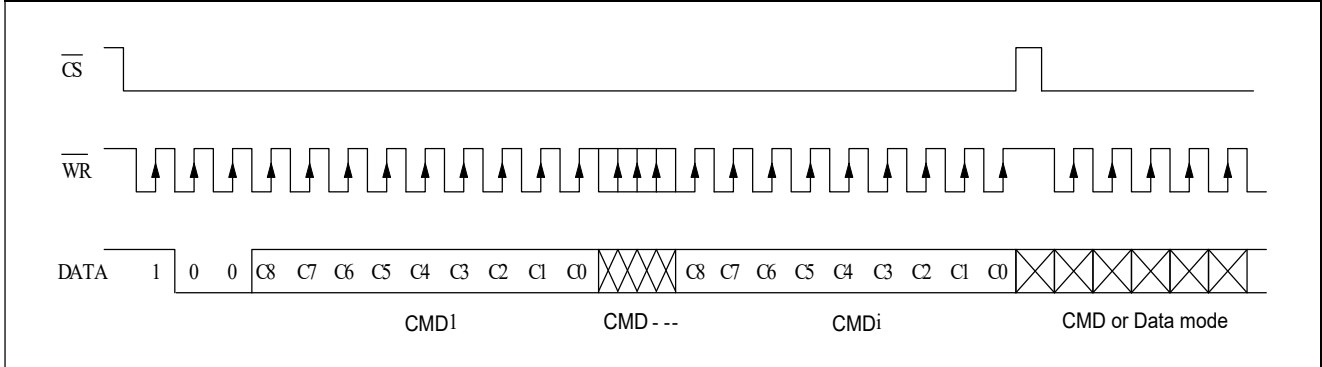 CS
WR
DATA 1 0 0 C8 C7 C6 C5 C4 C3 C2 C1 C0 C8 C7 C6 C5 C4 C3 C2 C1 C0
CMD1 CMD - -- CMDi CMD or Data mode